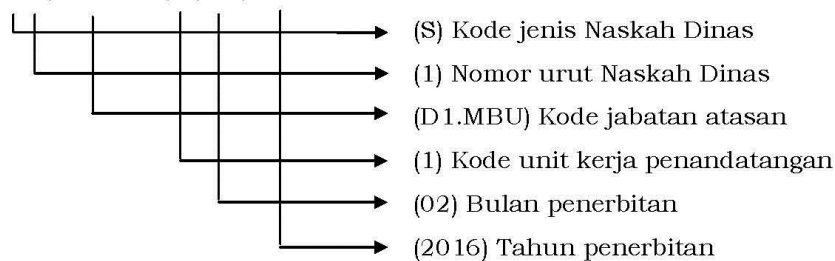 (S) Kode jenis Naskah Dinas
(1) Nomor urut Naskah Dinas
(D1.MBU) Kode jabatan atasan
(1) Kode unit kerja penandatangan
(02) Bulan penerbitan
(2016) Tahun penerbitan